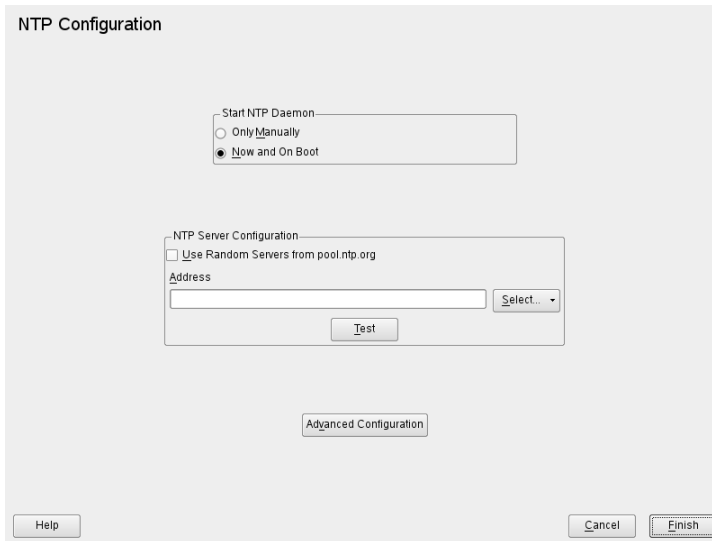 NTP Configuration
Start NTP Daemon
Only Manually
Now and On Boot
NTP Server Configuration
Use Random Servers from pool.ntp.org
Address
Select...
Test
Advanced Configuration
Help
Cancel
Finish